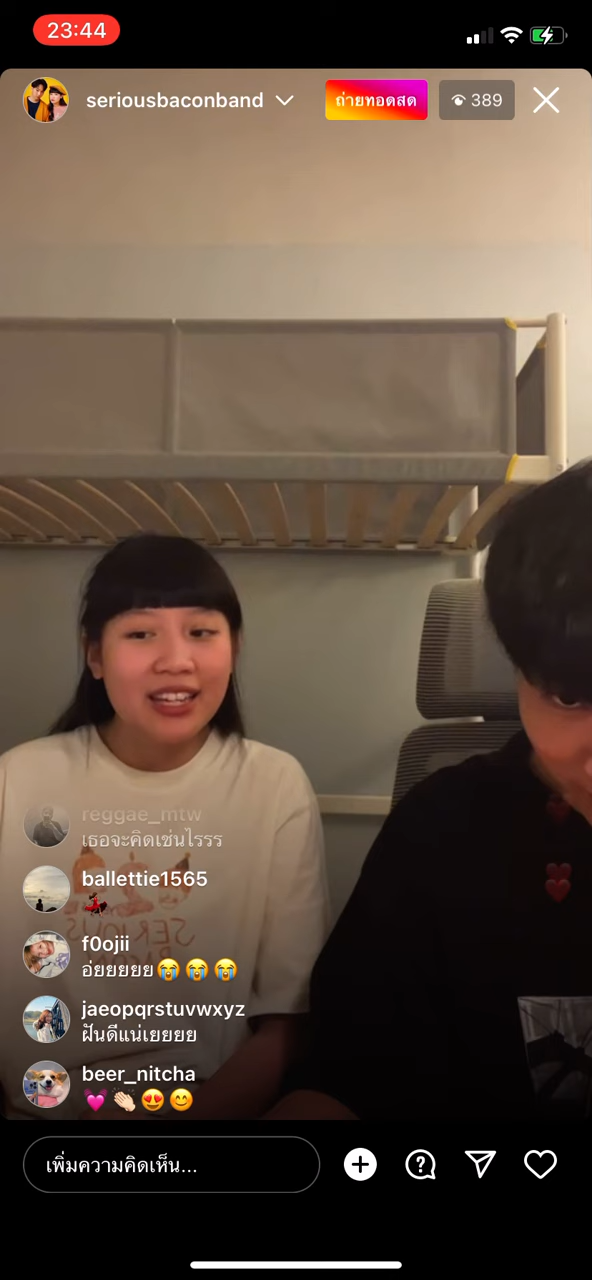 23:44
seriousbaconband
ถ่ายทอดสด
389
reggae_mtw
เธอจะคิดเช่นไรรร
ballettie1565
💃
SERIOUS
BACON
f0ojii
อ่ยยยยย😭😭😭
jaeopqrstuvwxyz
ฝันดีแน่เยยยย
beer_nitcha
💓👏🏻😍😊
เพิ่มความคิดเห็น...